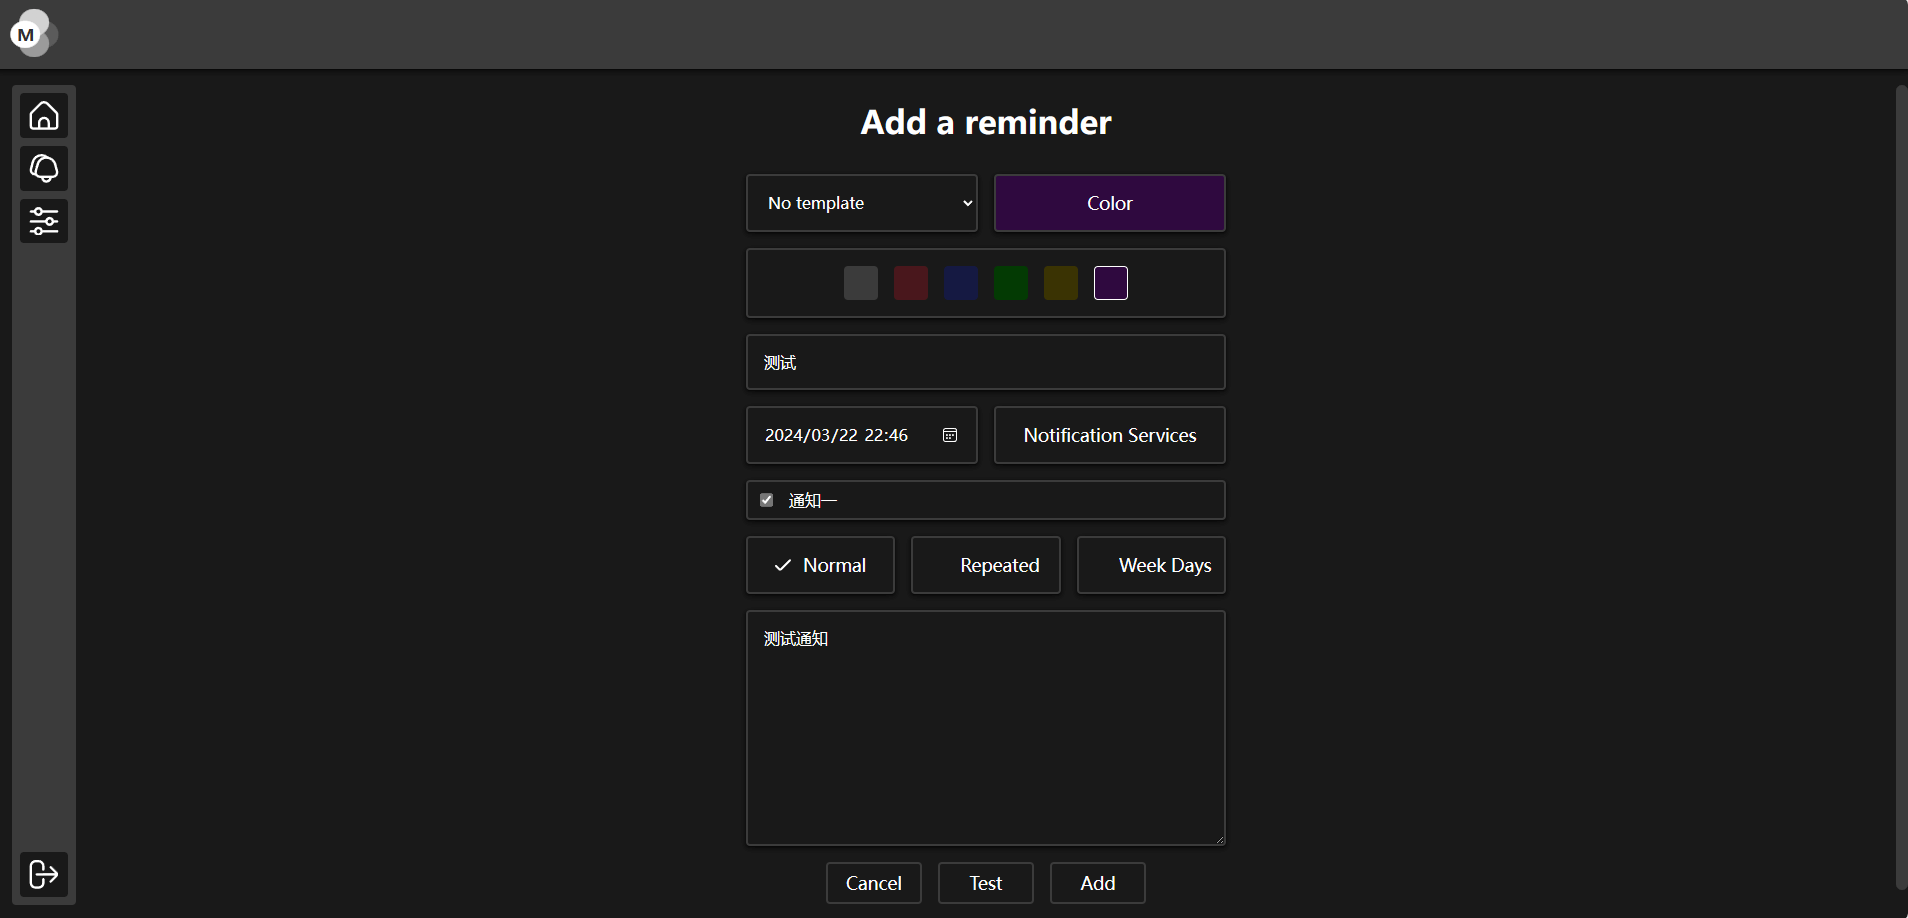 M
Add a reminder
No template
Color
测试
2024/03/22 22:46
Notification Services
通知一
Normal
Repeated
Week Days
测试通知
Cancel
Test
Add